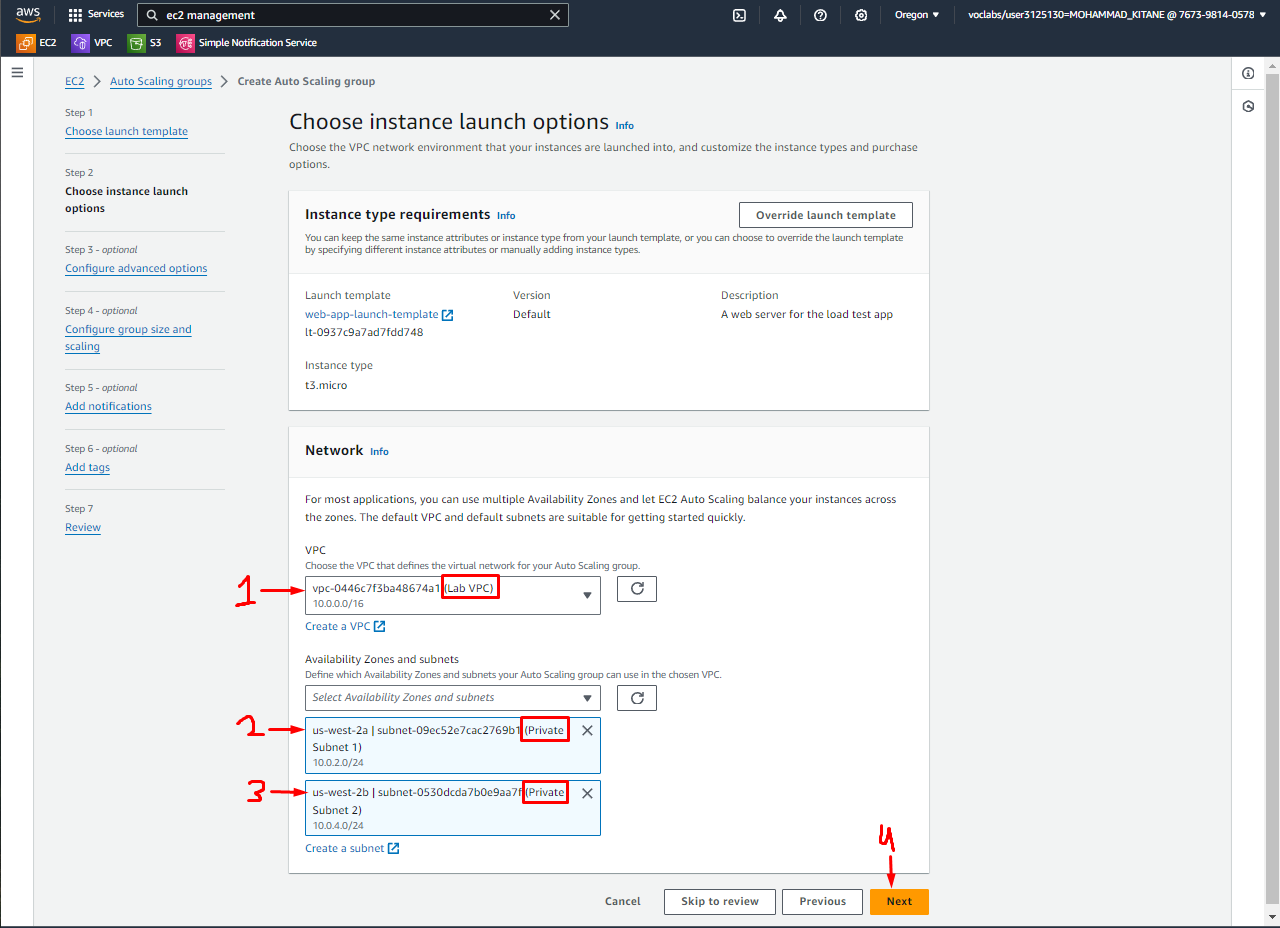 aws
Services
ec2 management
Oregon ▼
voclabs/user3125130=MOHAMMAD_KITANE @ 7673-9814-0578 ▼
EC2
VPC
S3
Simple Notification Service
EC2 > Auto Scaling groups > Create Auto Scaling group
Step 1
Choose launch template
Step 2
Choose instance launch
options
Step 3 - optional
Configure advanced options
Step 4 - optional
Configure group size and
scaling
Step 5 - optional
Add notifications
Step 6 - optional
Add tags
Step 7
Review
Choose instance launch options Info
Choose the VPC network environment that your instances are launched into, and customize the instance types and purchase
options.
Instance type requirements Info
Override launch template
You can keep the same instance attributes or instance type from your launch template, or you can choose to override the launch template
by specifying different instance attributes or manually adding instance types.
Launch template
web-app-launch-template
lt-0937c9a7ad7fdd748
Version
Default
Description
A web server for the load test app
Instance type
t3.micro
Network Info
For most applications, you can use multiple Availability Zones and let EC2 Auto Scaling balance your instances across
the zones. The default VPC and default subnets are suitable for getting started quickly.
VPC
Choose the VPC that defines the virtual network for your Auto Scaling group.
1
vpc-0446c7f3ba48674a1 (Lab VPC)
10.0.0.0/16
Create a VPC
Availability Zones and subnets
Define which Availability Zones and subnets your Auto Scaling group can use in the chosen VPC.
Select Availability Zones and subnets
2
us-west-2a | subnet-09ec52e7cac2769b1 (Private
Subnet 1)
10.0.2.0/24
3
us-west-2b | subnet-0530dcda7b0e9aa7f (Private
Subnet 2)
10.0.4.0/24
Create a subnet
4
Cancel
Skip to review
Previous
Next